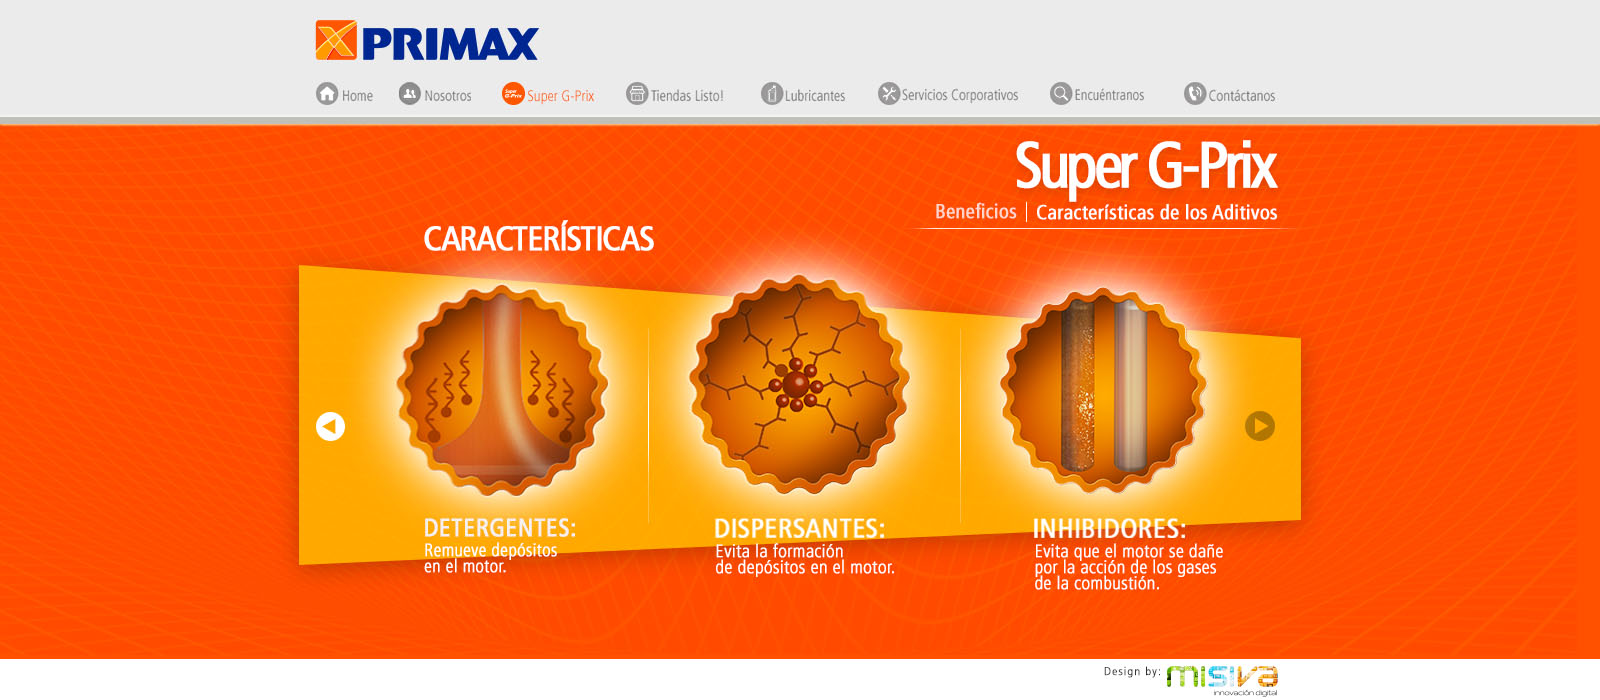 PRIMAX
Home Nosotros Super G-Prix Super G-Prix Tiendas Listo! Lubricantes Servicios Corporativos Encuéntranos Contáctanos
Super G-Prix
Beneficios | Características de los Aditivos
CARACTERÍSTICAS
DETERGENTES:
Remueve depósitos
en el motor.
DISPERSANTES:
Evita la formación
de depósitos en el motor.
INHIBIDORES:
Evita que el motor se dañe
por la acción de los gases
de la combustión.
Design by: misiva
innovación digital